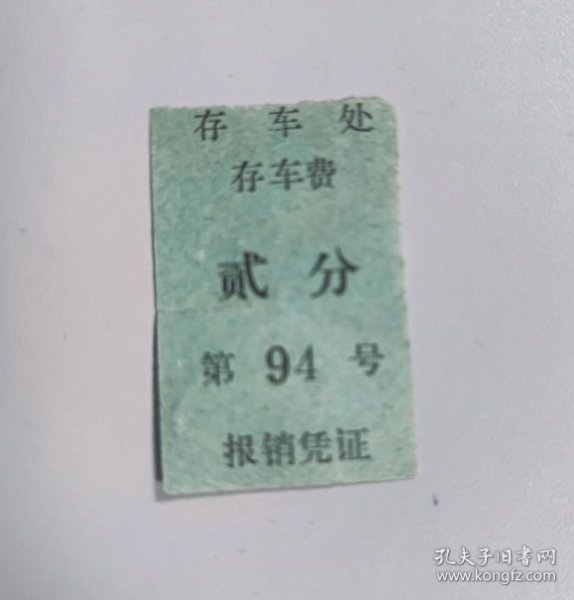 存车处
存车费
贰分
第 94 号
报销凭证
孔夫子旧书网
www.kongfz.com